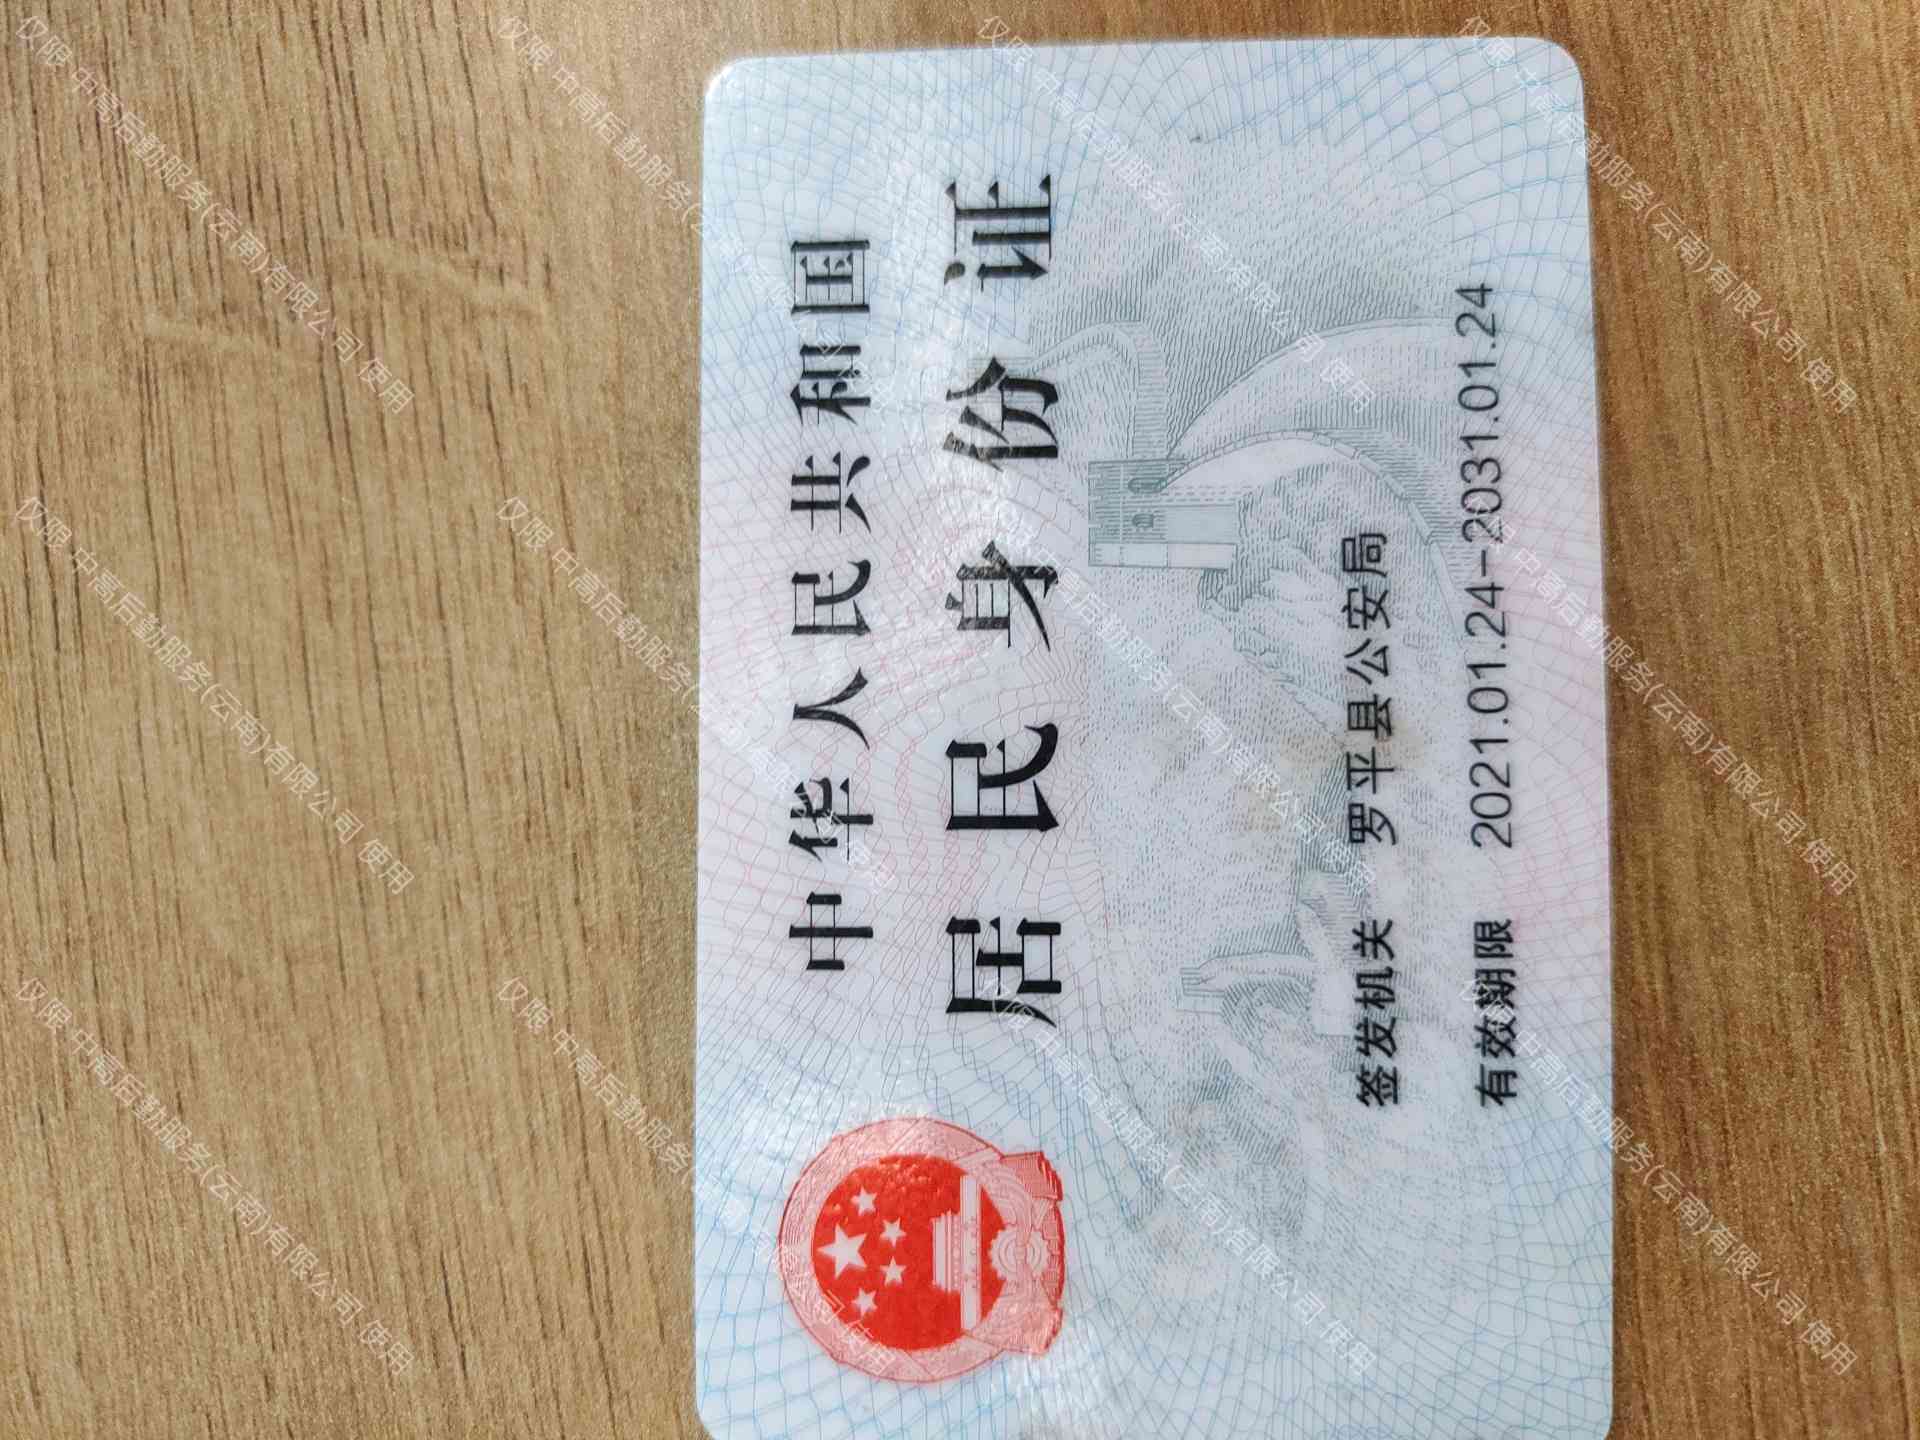 中华人民共和国
居民身份证
签发机关 罗平县公安局
有效期限 2021.01.24-2031.01.24
仅限 中高后勤服务(云南)有限公司 使用